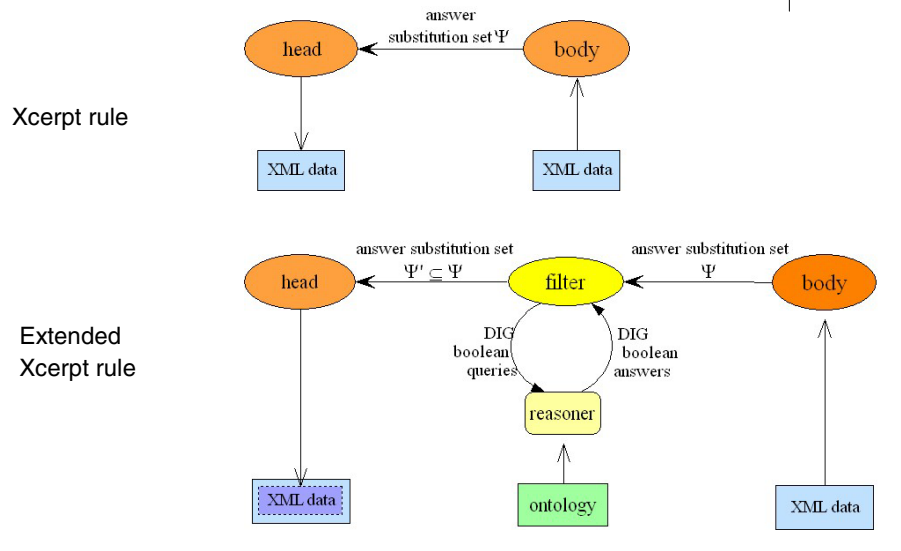 answer
substitution set Ψ
head
body
Xcerpt rule
XML data
XML data
answer substitution set
Ψ' ⊆ Ψ
answer substitution set
Ψ
head
filter
body
Extended
Xcerpt rule
DIG
boolean
queries
DIG
boolean
answers
reasoner
XML data
ontology
XML data